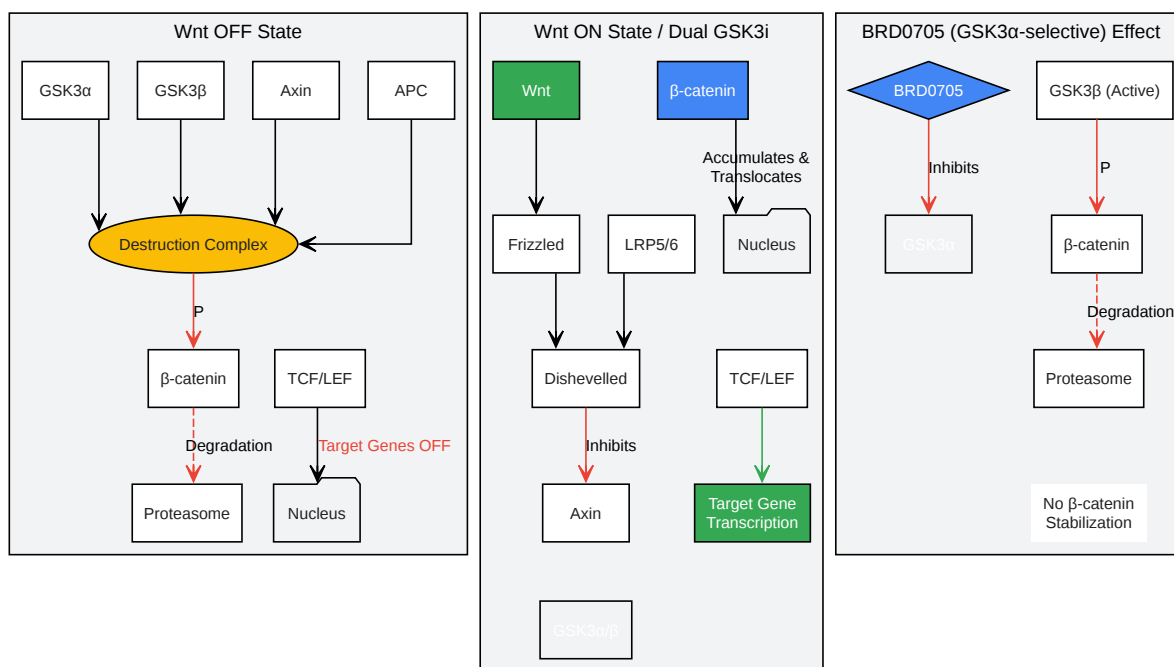 Wnt OFF State
GSK3α
GSK3β
Axin
APC
Destruction Complex
P
β-catenin
TCF/LEF
Degradation
Target Genes OFF
Proteasome
Nucleus
Wnt ON State / Dual GSK3i
Wnt
β-catenin
Accumulates &
Translocates
Frizzled
LRP5/6
Nucleus
Dishevelled
TCF/LEF
Inhibits
Axin
Target Gene
Transcription
GSK3α/β
BRD0705 (GSK3α-selective) Effect
BRD0705
GSK3β (Active)
Inhibits
P
GSK3α
β-catenin
Degradation
Proteasome
No β-catenin
Stabilization